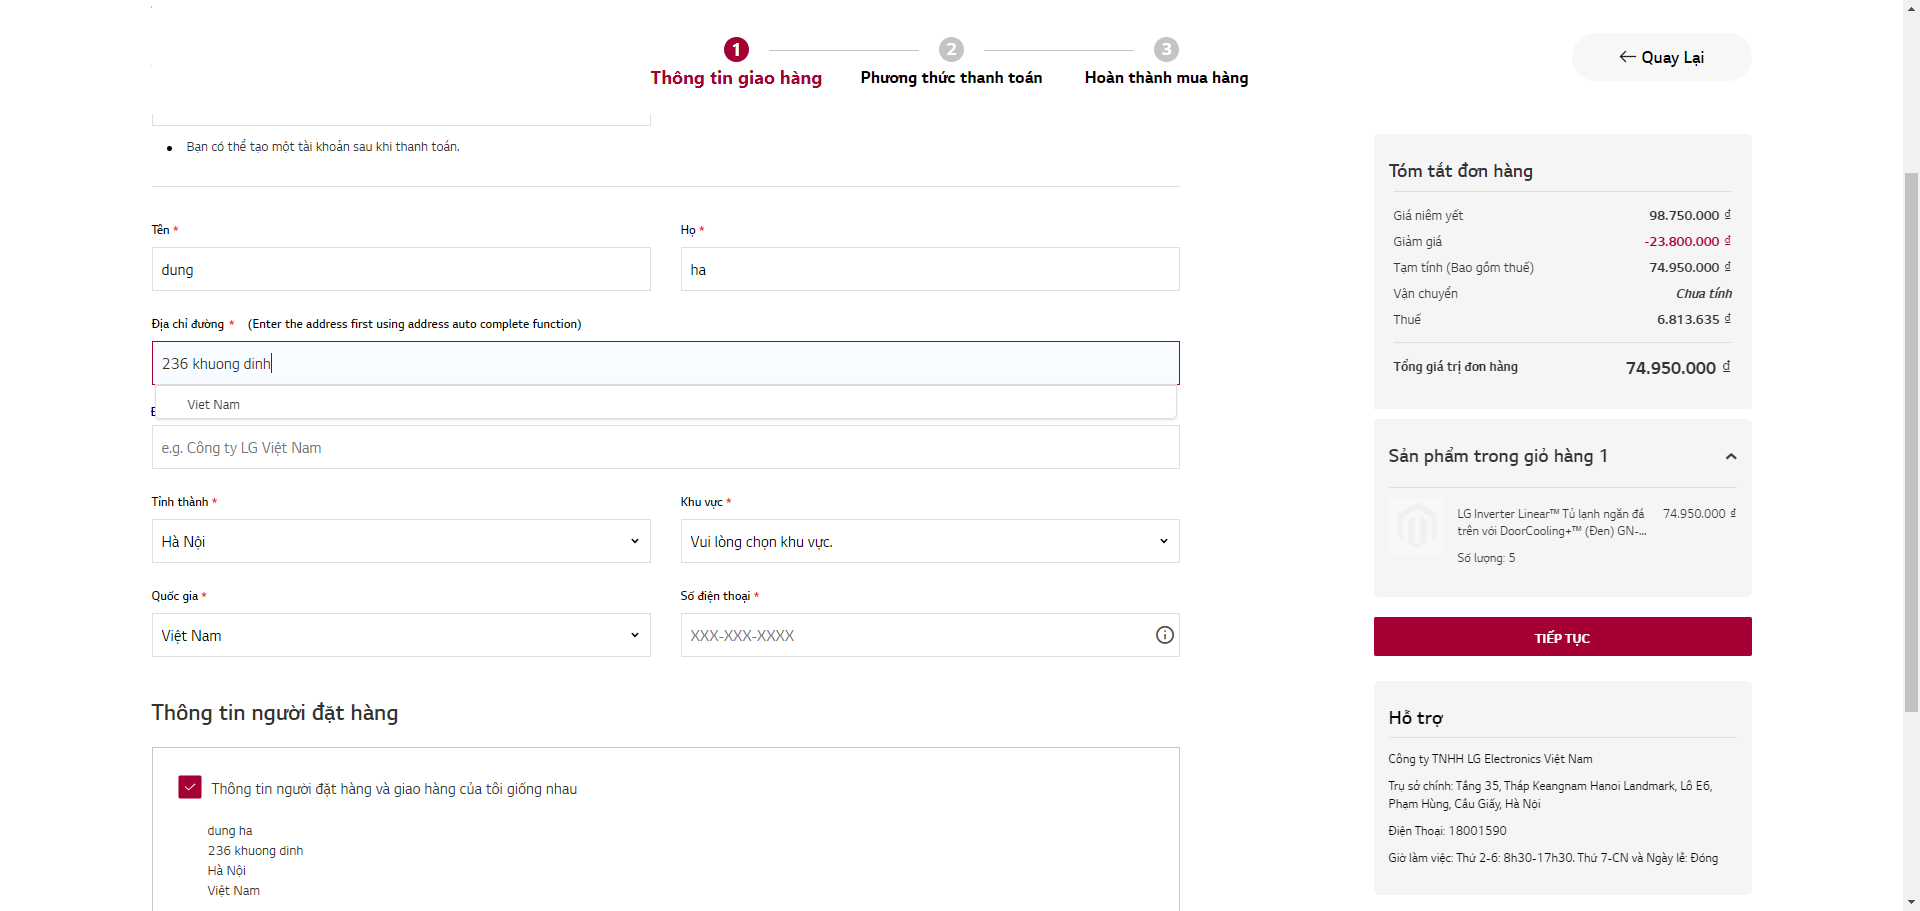 1
2
3
Thông tin giao hàng
Phương thức thanh toán
Hoàn thành mua hàng
← Quay Lại
• Bạn có thể tạo một tài khoản sau khi thanh toán.
Tên *
Họ *
dung
ha
Địa chỉ đường * (Enter the address first using address auto complete function)
236 khuong dinh
Viet Nam
e.g. Công ty LG Việt Nam
Tỉnh thành *
Khu vực *
Hà Nội
Vui lòng chọn khu vực.
Quốc gia *
Số điện thoại *
Việt Nam
XXX-XXX-XXXX
Thông tin người đặt hàng
Thông tin người đặt hàng và giao hàng của tôi giống nhau
dung ha
236 khuong dinh
Hà Nội
Việt Nam
Tóm tắt đơn hàng
Giá niêm yết 98.750.000 ₫
Giảm giá -23.800.000 ₫
Tạm tính (Bao gồm thuế) 74.950.000 ₫
Vận chuyển Chưa tính
Thuế 6.813.635 ₫
Tổng giá trị đơn hàng 74.950.000 ₫
Sản phẩm trong giỏ hàng 1
LG Inverter Linear™ Tủ lạnh ngăn đá 74.950.000 ₫
trên với DoorCooling+™ (Đen) GN-...
Số lượng: 5
TIẾP TỤC
Hỗ trợ
Công ty TNHH LG Electronics Việt Nam
Trụ sở chính: Tầng 35, Tháp Keangnam Hanoi Landmark, Lô E6,
Phạm Hùng, Cầu Giấy, Hà Nội
Điện Thoại: 18001590
Giờ làm việc: Thứ 2-6: 8h30-17h30. Thứ 7-CN và Ngày lễ: Đóng